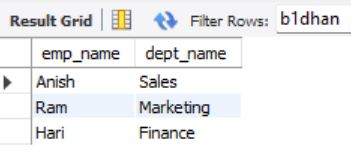 Result Grid Filter Rows: b1dhan
emp_name dept_name
Anish Sales
Ram Marketing
Hari Finance